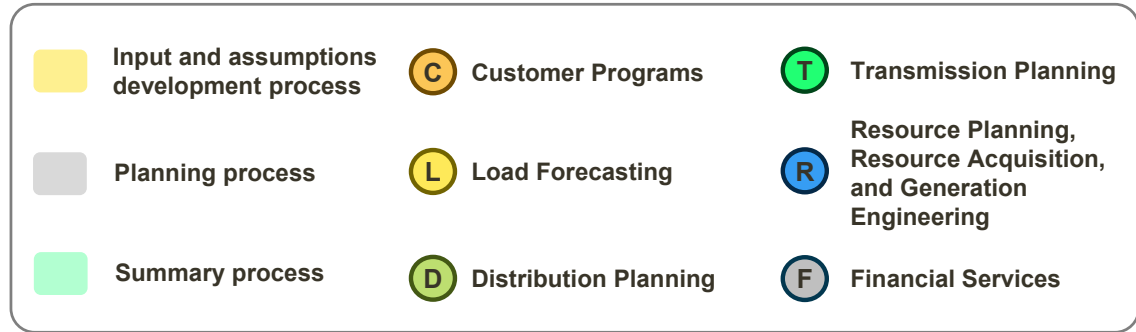 Input and assumptions
development process
C
Customer Programs
T
Transmission Planning
Planning process
L
Load Forecasting
R
Resource Planning,
Resource Acquisition,
and Generation
Engineering
Summary process
D
Distribution Planning
F
Financial Services